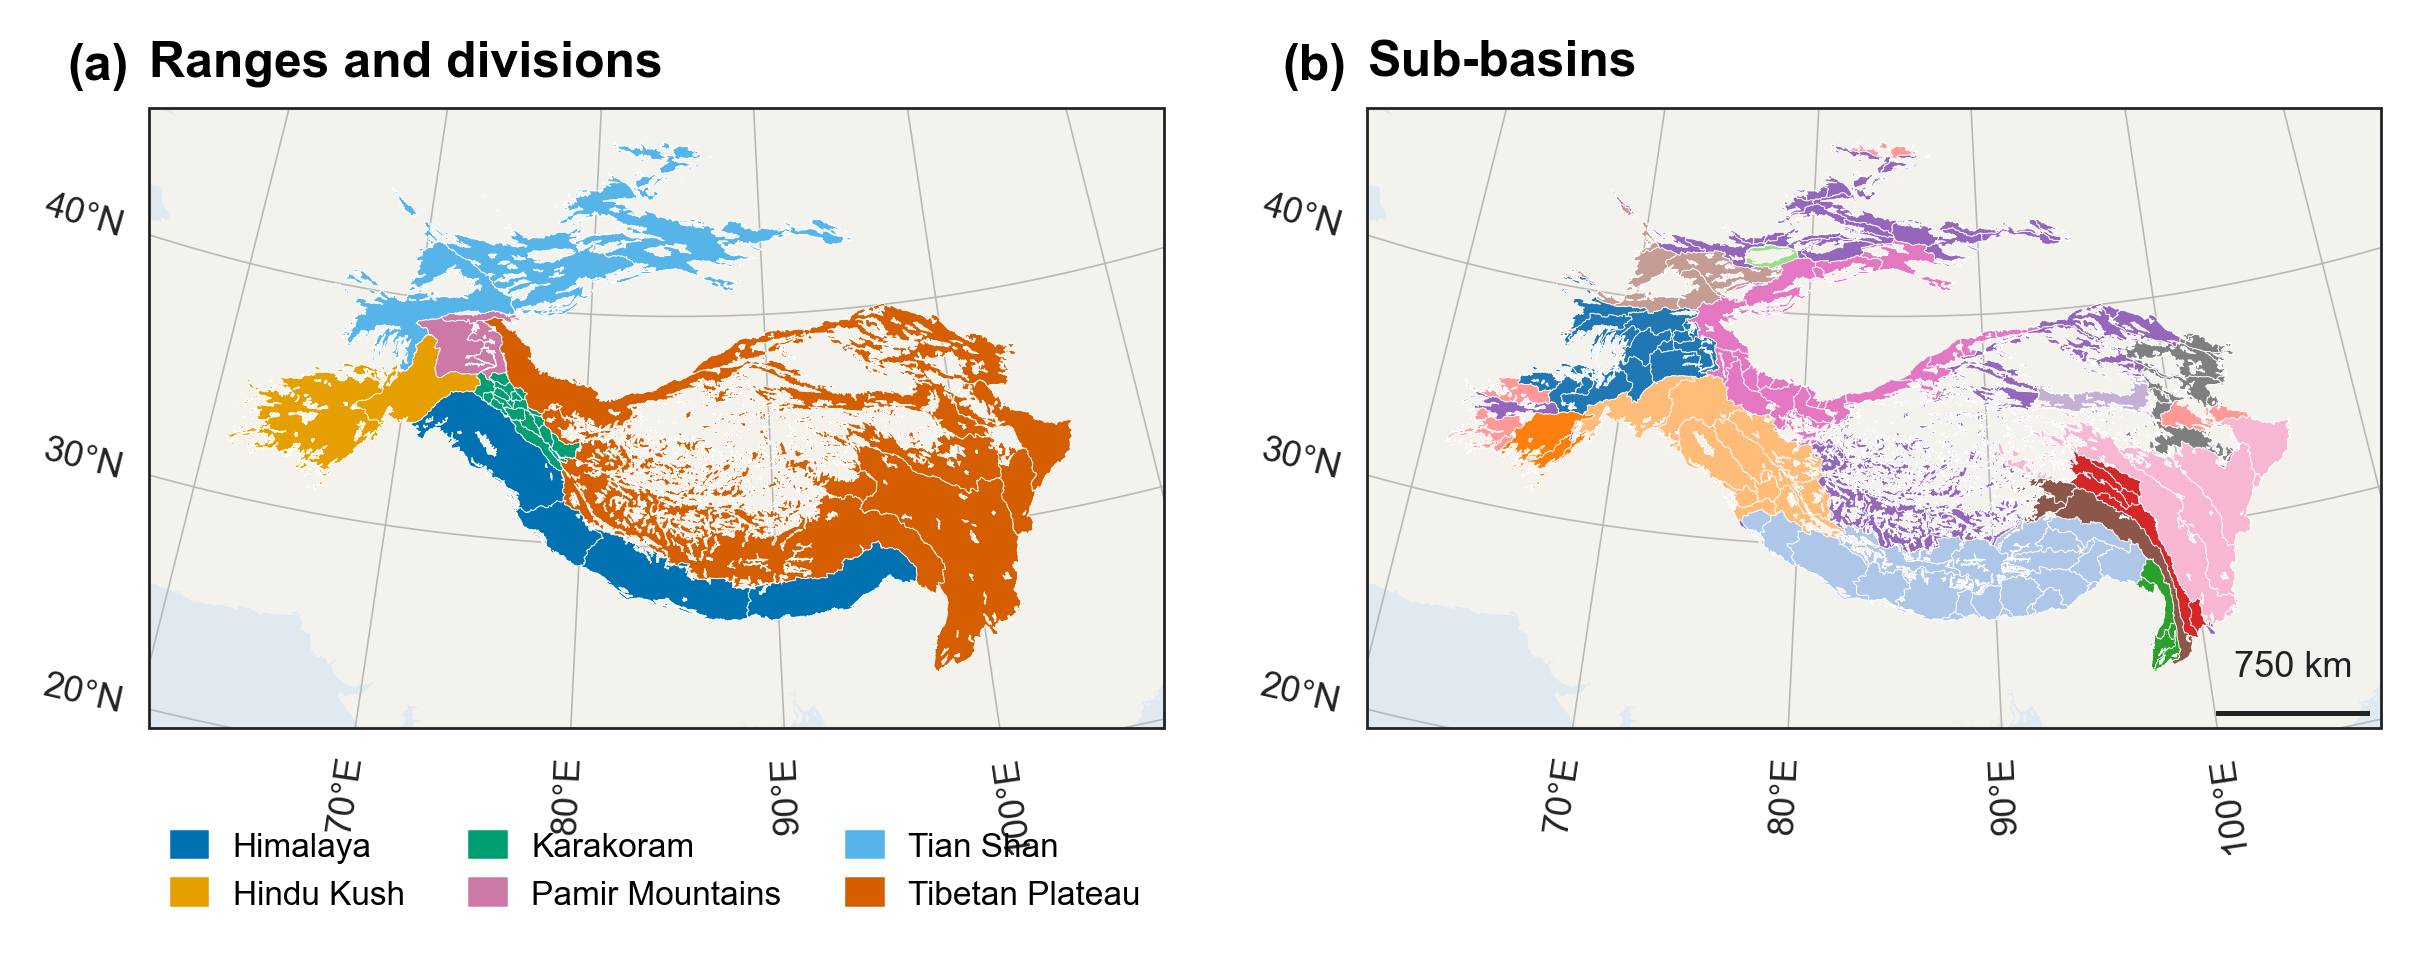 (a) Ranges and divisions
40°N
30°N
20°N
70°E
80°E
90°E
100°E
Himalaya
Karakoram
Tian Shan
Hindu Kush
Pamir Mountains
Tibetan Plateau
(b) Sub-basins
40°N
30°N
20°N
750 km
70°E
80°E
90°E
100°E